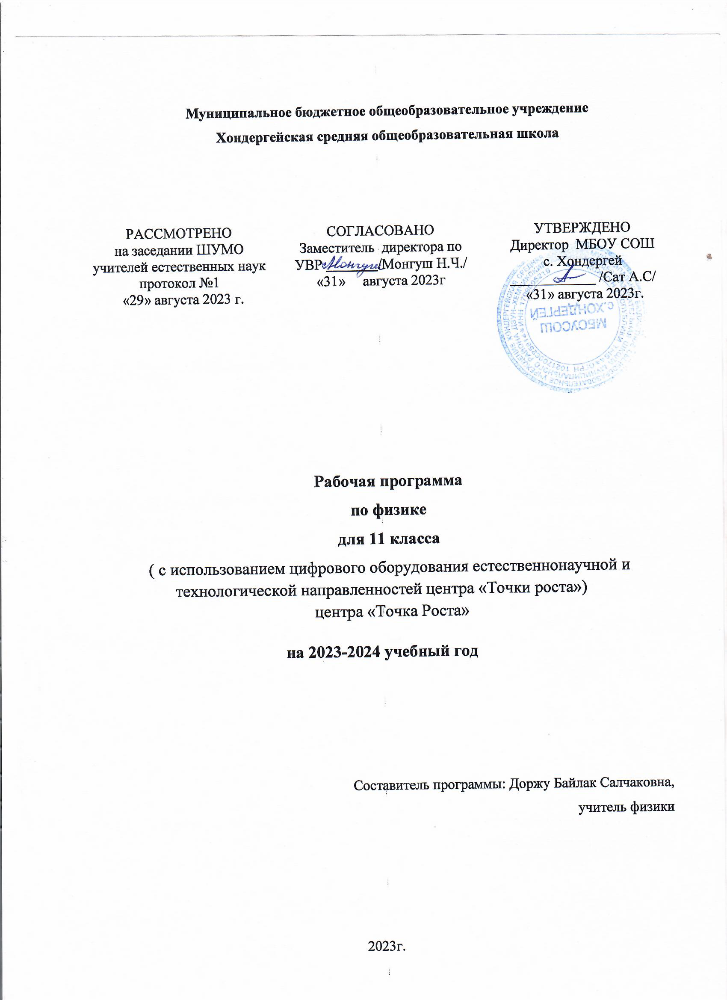 Муниципальное бюджетное общеобразовательное учреждение
Хондергейская средняя общеобразовательная школа
РАССМОТРЕНО
на заседании ШУМО
учителей естественных наук
протокол №1
«29» августа 2023 г.
СОГЛАСОВАНО
Заместитель директора по
УВР Монгуш /Монгуш Н.Ч./
«31» августа 2023г
УТВЕРЖДЕНО
Директор МБОУ СОШ
с. Хондергей
/Сат А.С/
«31» августа 2023г.
МБОУСОШ
с.ХОНДЕРГЕЙ
Рабочая программа
по физике
для 11 класса
( с использованием цифрового оборудования естественнонаучной и
технологической направленностей центра «Точки роста»)
центра «Точка Роста»
на 2023-2024 учебный год
Составитель программы: Доржу Байлак Салчаковна,
учитель физики
2023г.